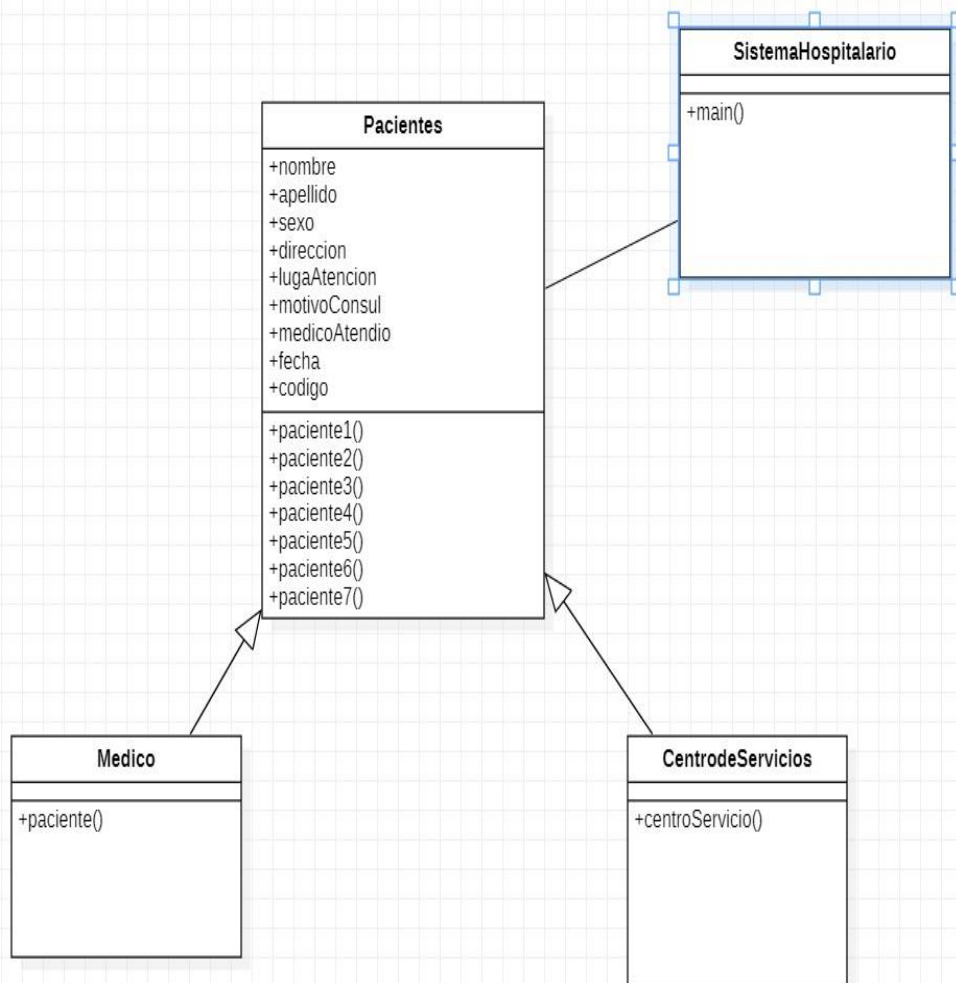 SistemaHospitalario
+main()
Pacientes
+nombre
+apellido
+sexo
+direccion
+lugaAtencion
+motivoConsul
+medicoAtendio
+fecha
+codigo
+paciente1()
+paciente2()
+paciente3()
+paciente4()
+paciente5()
+paciente6()
+paciente7()
Medico
+paciente()
CentrodeServicios
+centroServicio()